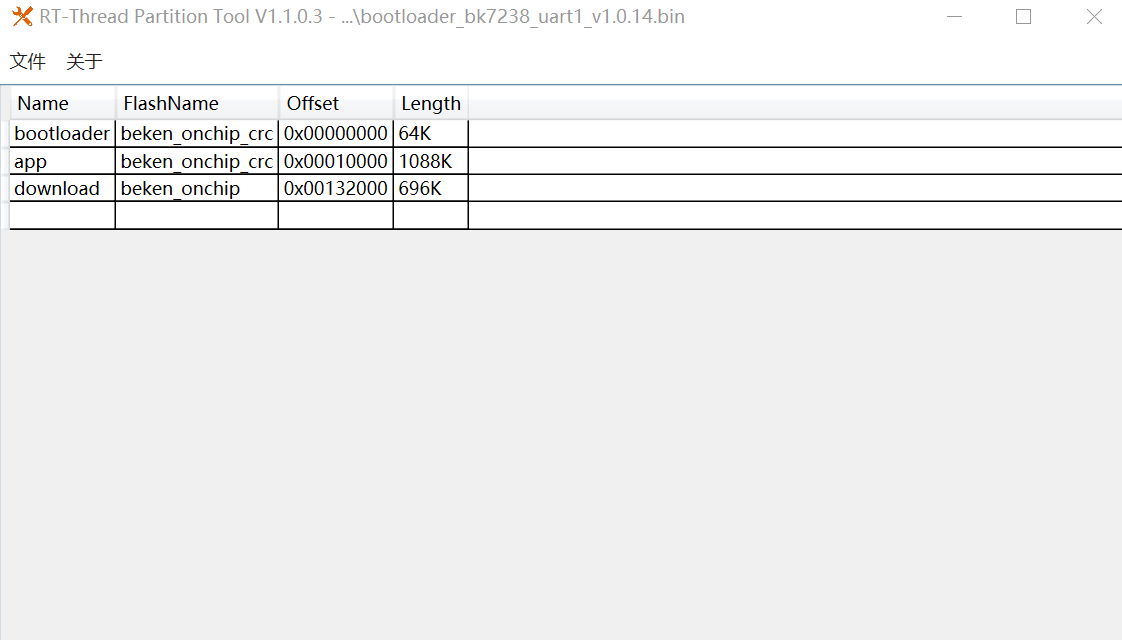 RT-Thread Partition Tool V1.1.0.3 - ...\bootloader_bk7238_uart1_v1.0.14.bin
文件 关于
Name FlashName Offset Length
bootloader beken_onchip_crc 0x00000000 64K
app beken_onchip_crc 0x00010000 1088K
download beken_onchip 0x00132000 696K